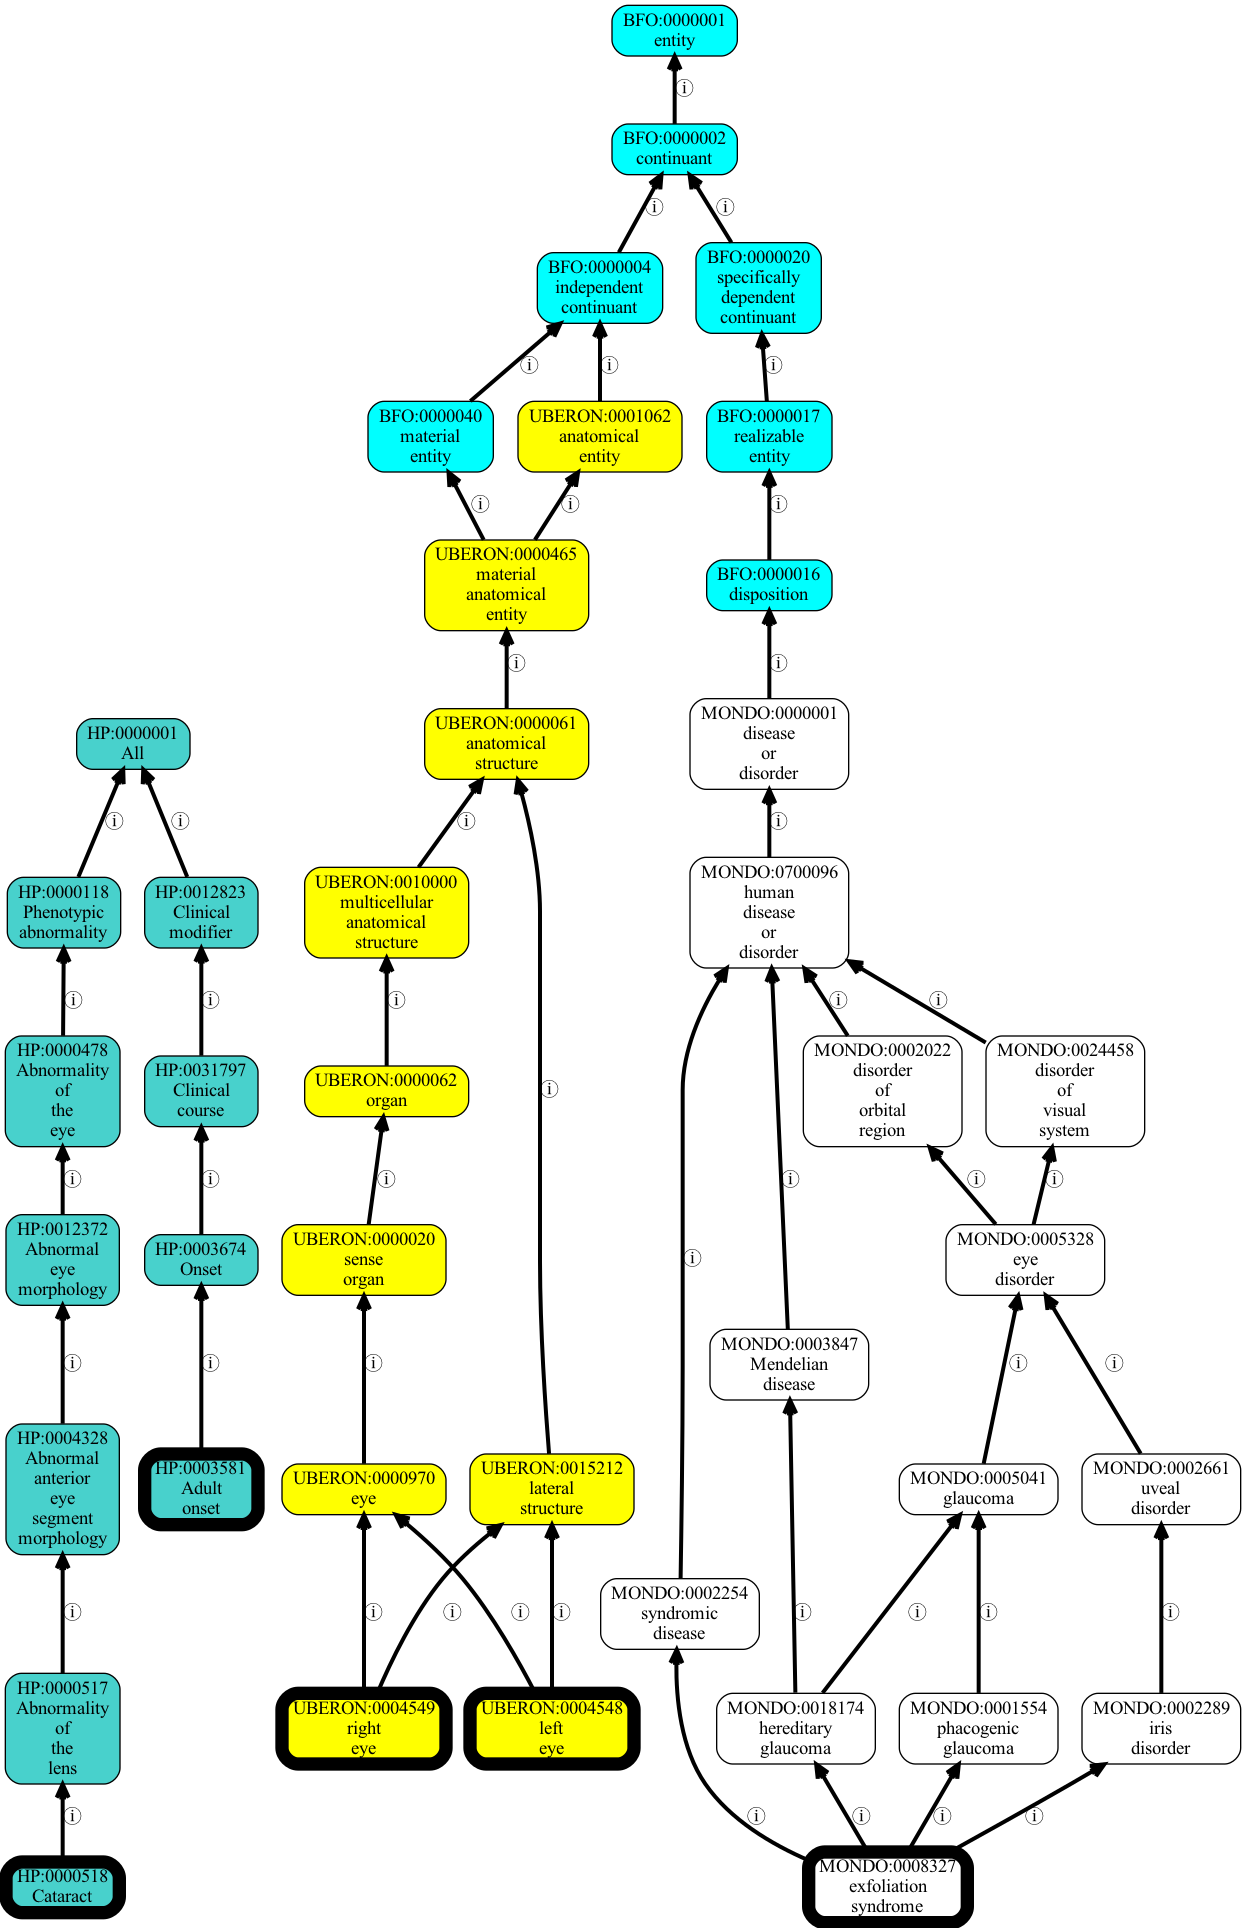 BFO:0000001
entity
ⓘ
BFO:0000002
continuant
ⓘ
ⓘ
BFO:0000004
independent
continuant
BFO:0000020
specifically
dependent
continuant
ⓘ
ⓘ
ⓘ
BFO:0000040
material
entity
UBERON:0001062
anatomical
entity
BFO:0000017
realizable
entity
ⓘ
ⓘ
ⓘ
UBERON:0000465
material
anatomical
entity
BFO:0000016
disposition
ⓘ
ⓘ
HP:0000001
All
UBERON:0000061
anatomical
structure
MONDO:0000001
disease
or
disorder
ⓘ
ⓘ
ⓘ
ⓘ
HP:0000118
Phenotypic
abnormality
HP:0012823
Clinical
modifier
UBERON:0010000
multicellular
anatomical
structure
MONDO:0700096
human
disease
or
disorder
ⓘ
ⓘ
ⓘ
ⓘ
ⓘ
HP:0000478
Abnormality
of
the
eye
HP:0031797
Clinical
course
UBERON:0000062
organ
ⓘ
MONDO:0002022
disorder
of
orbital
region
MONDO:0024458
disorder
of
visual
system
ⓘ
ⓘ
ⓘ
ⓘ
ⓘ
ⓘ
HP:0012372
Abnormal
eye
morphology
HP:0003674
Onset
UBERON:0000020
sense
organ
ⓘ
MONDO:0005328
eye
disorder
ⓘ
ⓘ
ⓘ
MONDO:0003847
Mendelian
disease
ⓘ
ⓘ
HP:0004328
Abnormal
anterior
eye
segment
morphology
HP:0003581
Adult
onset
UBERON:0000970
eye
UBERON:0015212
lateral
structure
MONDO:0005041
glaucoma
MONDO:0002661
uveal
disorder
ⓘ
ⓘ
ⓘ
ⓘ
ⓘ
MONDO:0002254
syndromic
disease
ⓘ
ⓘ
ⓘ
ⓘ
HP:0000517
Abnormality
of
the
lens
UBERON:0004549
right
eye
UBERON:0004548
left
eye
MONDO:0018174
hereditary
glaucoma
MONDO:0001554
phacogenic
glaucoma
MONDO:0002289
iris
disorder
ⓘ
ⓘ
ⓘ
ⓘ
ⓘ
HP:0000518
Cataract
MONDO:0008327
exfoliation
syndrome